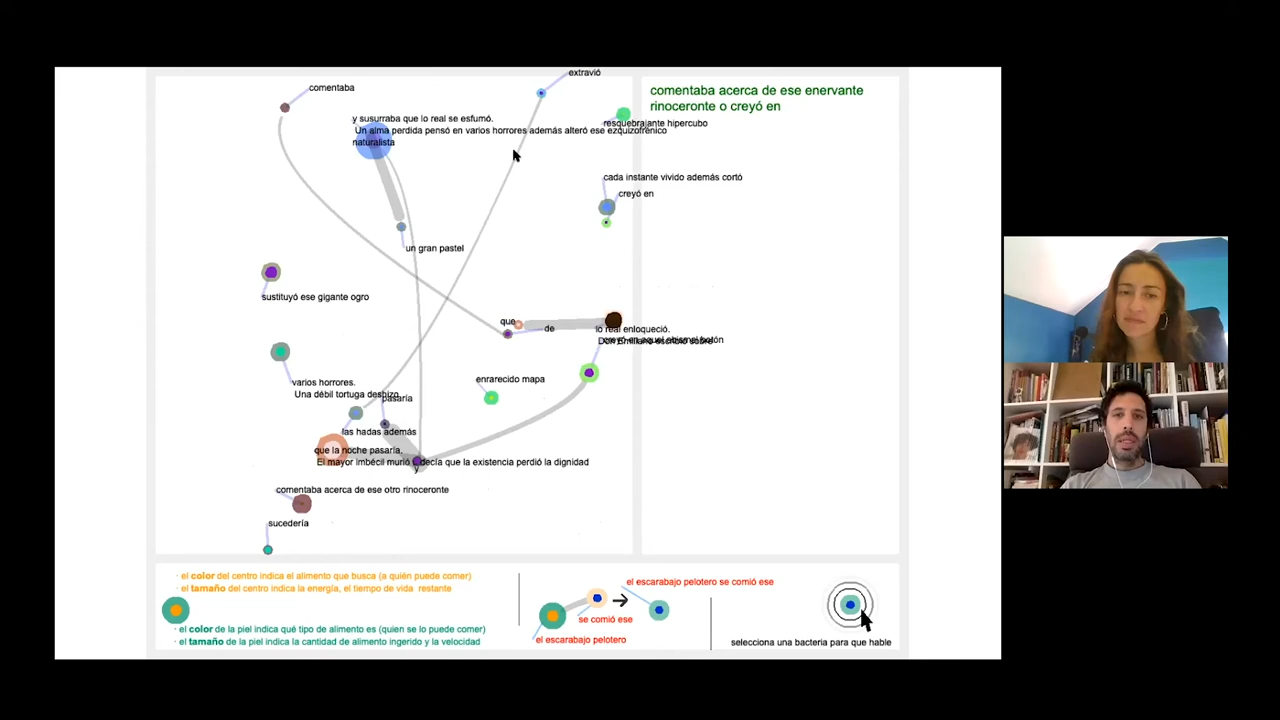 extravió
comentaba
comentaba acerca de ese enervante
rinoceronte o creyó en
y susurraba que lo real se esfumó.
Un alma perdida pensó en varios horrores además alteró ese ezquizofrénico
naturalista
resquebrajante hipercubo
cada instante vivido además cortó
creyó en
un gran pastel
sustituyó ese gigante ogro
que
de
lo real enloqueció.
Don Emiliano escribió sobre
enrarecido mapa
varios horrores.
Una débil tortuga deshizo
pasaría
las hadas además
que la noche pasaría.
El mayor imbécil murió y decía que la existencia perdió la dignidad
y
comentaba acerca de ese otro rinoceronte
sucedería
· el color del centro indica el alimento que busca (a quién puede comer)
· el tamaño del centro indica la energía, el tiempo de vida restante
· el color de la piel indica qué tipo de alimento es (quien se lo puede comer)
· el tamaño de la piel indica la cantidad de alimento ingerido y la velocidad
el escarabajo pelotero se comió ese
se comió ese
el escarabajo pelotero
selecciona una bacteria para que hable